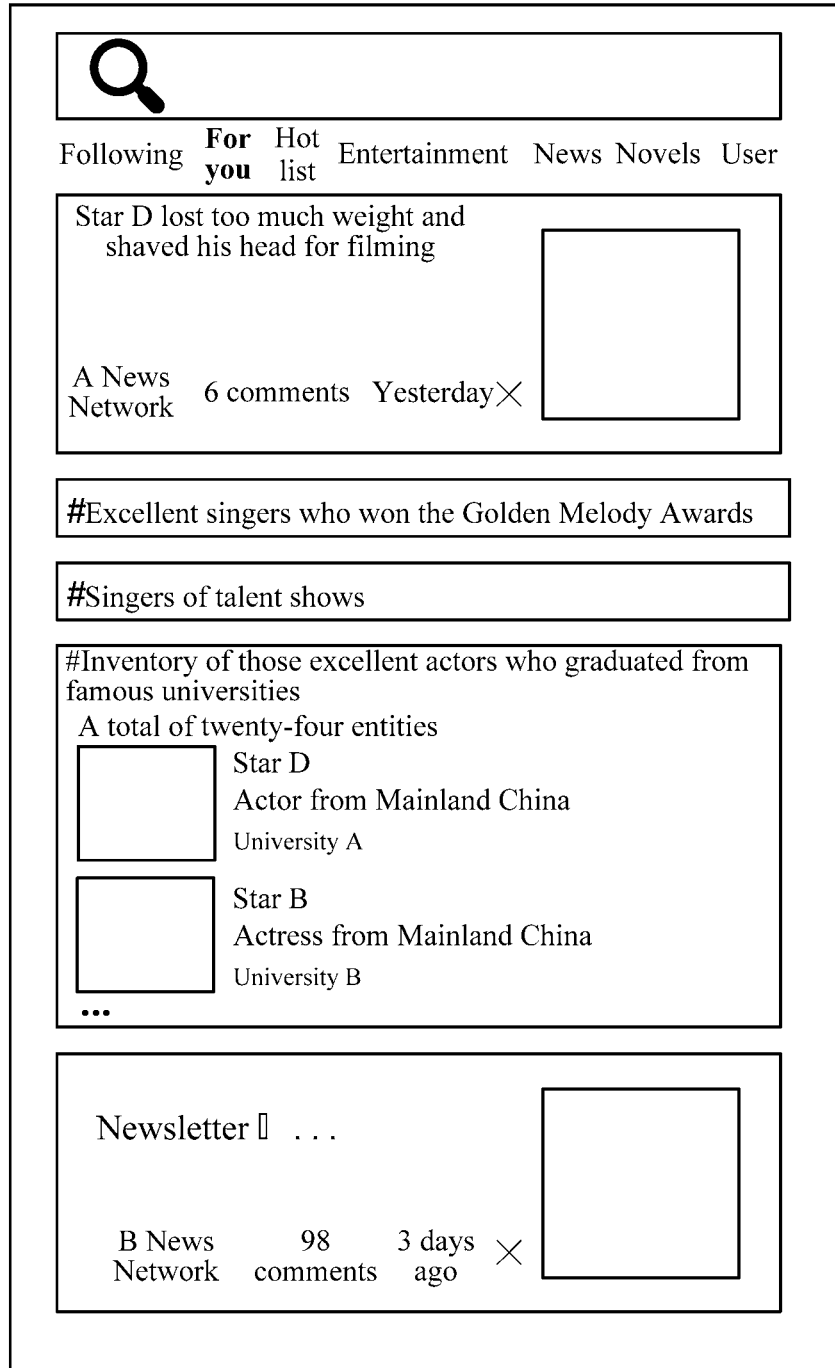 Following For you Hot list Entertainment News Novels User
Star D lost too much weight and
shaved his head for filming
A News
Network
6 comments
Yesterday
#Excellent singers who won the Golden Melody Awards
#Singers of talent shows
#Inventory of those excellent actors who graduated from
famous universities
A total of twenty-four entities
Star D
Actor from Mainland China
University A
Star B
Actress from Mainland China
University B
...
Newsletter ▯ ...
B News
Network
98
comments
3 days
ago